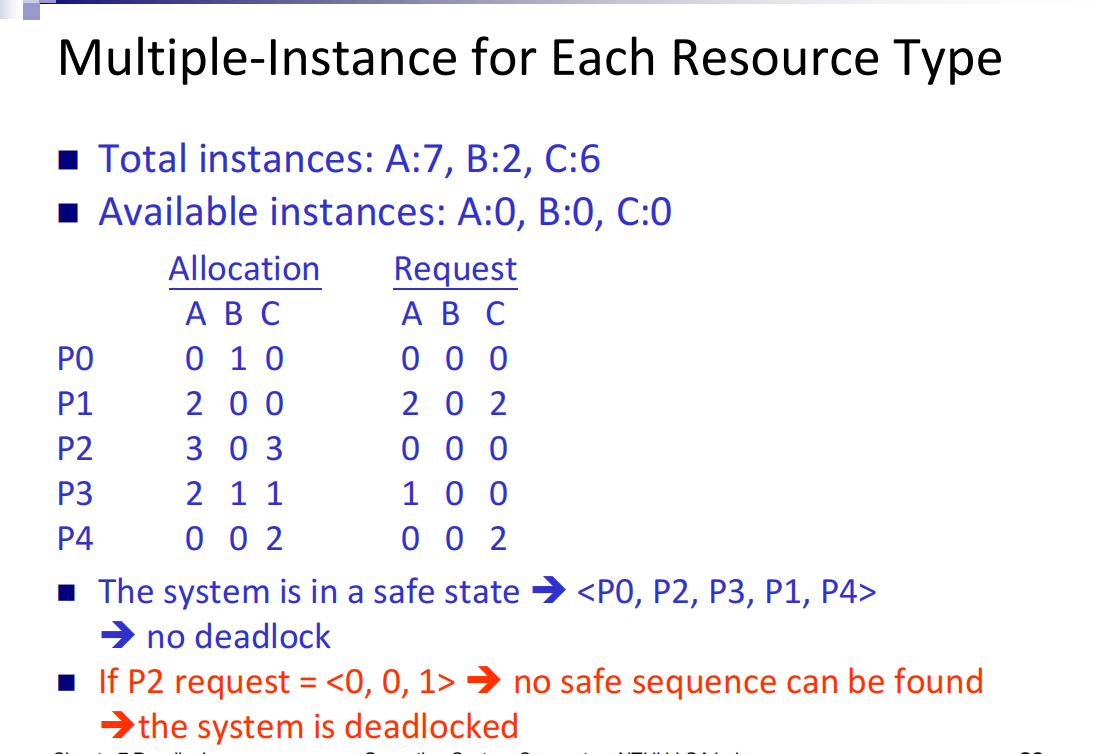 Multiple-Instance for Each Resource Type
■ Total instances: A:7, B:2, C:6
■ Available instances: A:0, B:0, C:0
Allocation Request
A B C A B C
P0 0 1 0 0 0 0
P1 2 0 0 2 0 2
P2 3 0 3 0 0 0
P3 2 1 1 1 0 0
P4 0 0 2 0 0 2
■ The system is in a safe state ➔ <P0, P2, P3, P1, P4>
➔ no deadlock
■ If P2 request = <0, 0, 1> ➔ no safe sequence can be found
➔the system is deadlocked